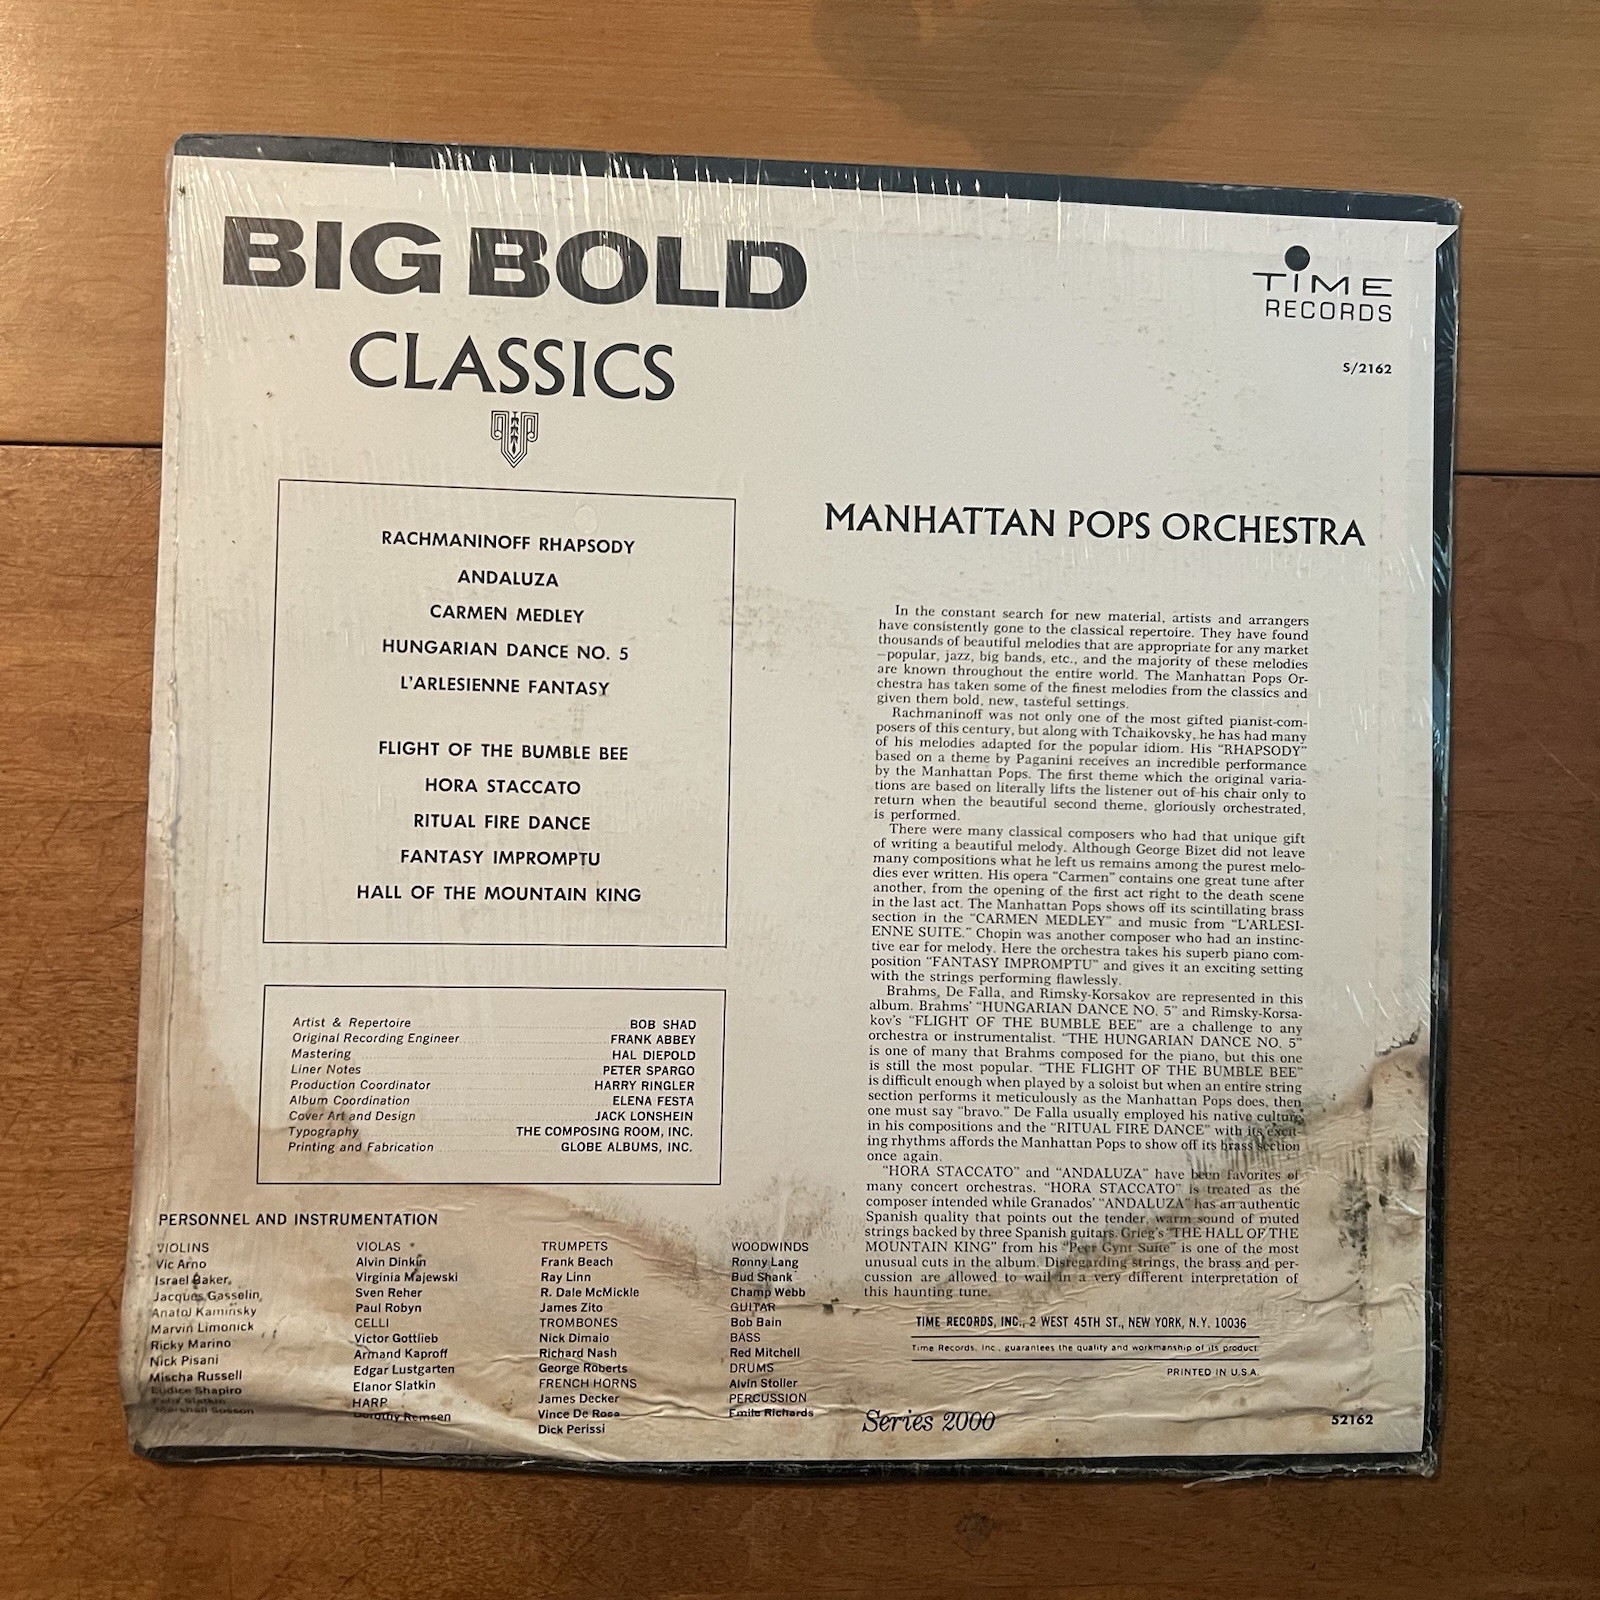 BIG BOLD
CLASSICS
TIME
RECORDS
S/2162
RACHMANINOFF RHAPSODY
ANDALUZA
CARMEN MEDLEY
HUNGARIAN DANCE NO. 5
L'ARLESIENNE FANTASY
FLIGHT OF THE BUMBLE BEE
HORA STACCATO
RITUAL FIRE DANCE
FANTASY IMPROMPTU
HALL OF THE MOUNTAIN KING
Artist & Repertoire BOB SHAD
Original Recording Engineer FRANK ABBEY
Mastering HAL DIEPOLD
Liner Notes PETER SPARGO
Production Coordinator HARRY RINGLER
Album Coordination ELENA FESTA
Cover Art and Design JACK LONSHEIN
Typography THE COMPOSING ROOM, INC.
Printing and Fabrication GLOBE ALBUMS, INC.
MANHATTAN POPS ORCHESTRA
In the constant search for new material, artists and arrangers
have consistently gone to the classical repertoire. They have found
thousands of beautiful melodies that are appropriate for any market
—popular, jazz, big bands, etc., and the majority of these melodies
are known throughout the entire world. The Manhattan Pops Or-
chestra has taken some of the finest melodies from the classics and
given them bold, new, tasteful settings.
Rachmaninoff was not only one of the most gifted pianist-com-
posers of this century, but along with Tchaikovsky, he has had many
of his melodies adapted for the popular idiom. His "RHAPSODY"
based on a theme by Paganini receives an incredible performance
by the Manhattan Pops. The first theme which the original varia-
tions are based on literally lifts the listener out of his chair only to
return when the beautiful second theme, gloriously orchestrated,
is performed.
There were many classical composers who had that unique gift
of writing a beautiful melody. Although George Bizet did not leave
many compositions what he left us remains among the purest melo-
dies ever written. His opera "Carmen" contains one great tune after
another, from the opening of the first act right to the death scene
in the last act. The Manhattan Pops shows off its scintillating brass
section in the "CARMEN MEDLEY" and music from "L'ARLESI-
ENNE SUITE." Chopin was another composer who had an instinc-
tive ear for melody. Here the orchestra takes his superb piano com-
position "FANTASY IMPROMPTU" and gives it an exciting setting
with the strings performing flawlessly.
Brahms, De Falla, and Rimsky-Korsakov are represented in this
album. Brahms' "HUNGARIAN DANCE NO. 5" and Rimsky-Korsa-
kov's "FLIGHT OF THE BUMBLE BEE" are a challenge to any
orchestra or instrumentalist. "THE HUNGARIAN DANCE NO. 5"
is one of many that Brahms composed for the piano, but this one
is still the most popular. "THE FLIGHT OF THE BUMBLE BEE"
is difficult enough when played by a soloist but when an entire string
section performs it meticulously as the Manhattan Pops does, then
one must say "bravo." De Falla usually employed his native culture
in his compositions and the "RITUAL FIRE DANCE" with its excit-
ing rhythms affords the Manhattan Pops to show off its brass section
once again.
"HORA STACCATO" and "ANDALUZA" have been favorites of
many concert orchestras. "HORA STACCATO" is treated as the
composer intended while Granados' "ANDALUZA" has an authentic
Spanish quality that points out the tender, warm sound of muted
strings backed by three Spanish guitars. Grieg's "THE HALL OF THE
MOUNTAIN KING" from his "Peer Gynt Suite" is one of the most
unusual cuts in the album. Disregarding strings, the brass and per-
cussion are allowed to wail in a very different interpretation of
this haunting tune.
PERSONNEL AND INSTRUMENTATION
VIOLINS
Vic Arno
Israel Baker
Jacques Gasselin
Anatol Kaminsky
Marvin Limonick
Ricky Marino
Nick Pisani
Mischa Russell
Eudice Shapiro
Felix Slatkin
Marshall Sosson
VIOLAS
Alvin Dinkin
Virginia Majewski
Sven Reher
Paul Robyn
CELLI
Victor Gottlieb
Armand Kaproff
Edgar Lustgarten
Elanor Slatkin
HARP
Dorothy Remsen
TRUMPETS
Frank Beach
Ray Linn
R. Dale McMickle
James Zito
TROMBONES
Nick Dimaio
Richard Nash
George Roberts
FRENCH HORNS
James Decker
Vince De Rosa
Dick Perissi
WOODWINDS
Ronny Lang
Bud Shank
Champ Webb
GUITAR
Bob Bain
BASS
Red Mitchell
DRUMS
Alvin Stoller
PERCUSSION
Emile Richards
TIME RECORDS, INC., 2 WEST 45TH ST., NEW YORK, N.Y. 10036
Time Records, Inc., guarantees the quality and workmanship of its product.
PRINTED IN U.S.A.
Series 2000
52162